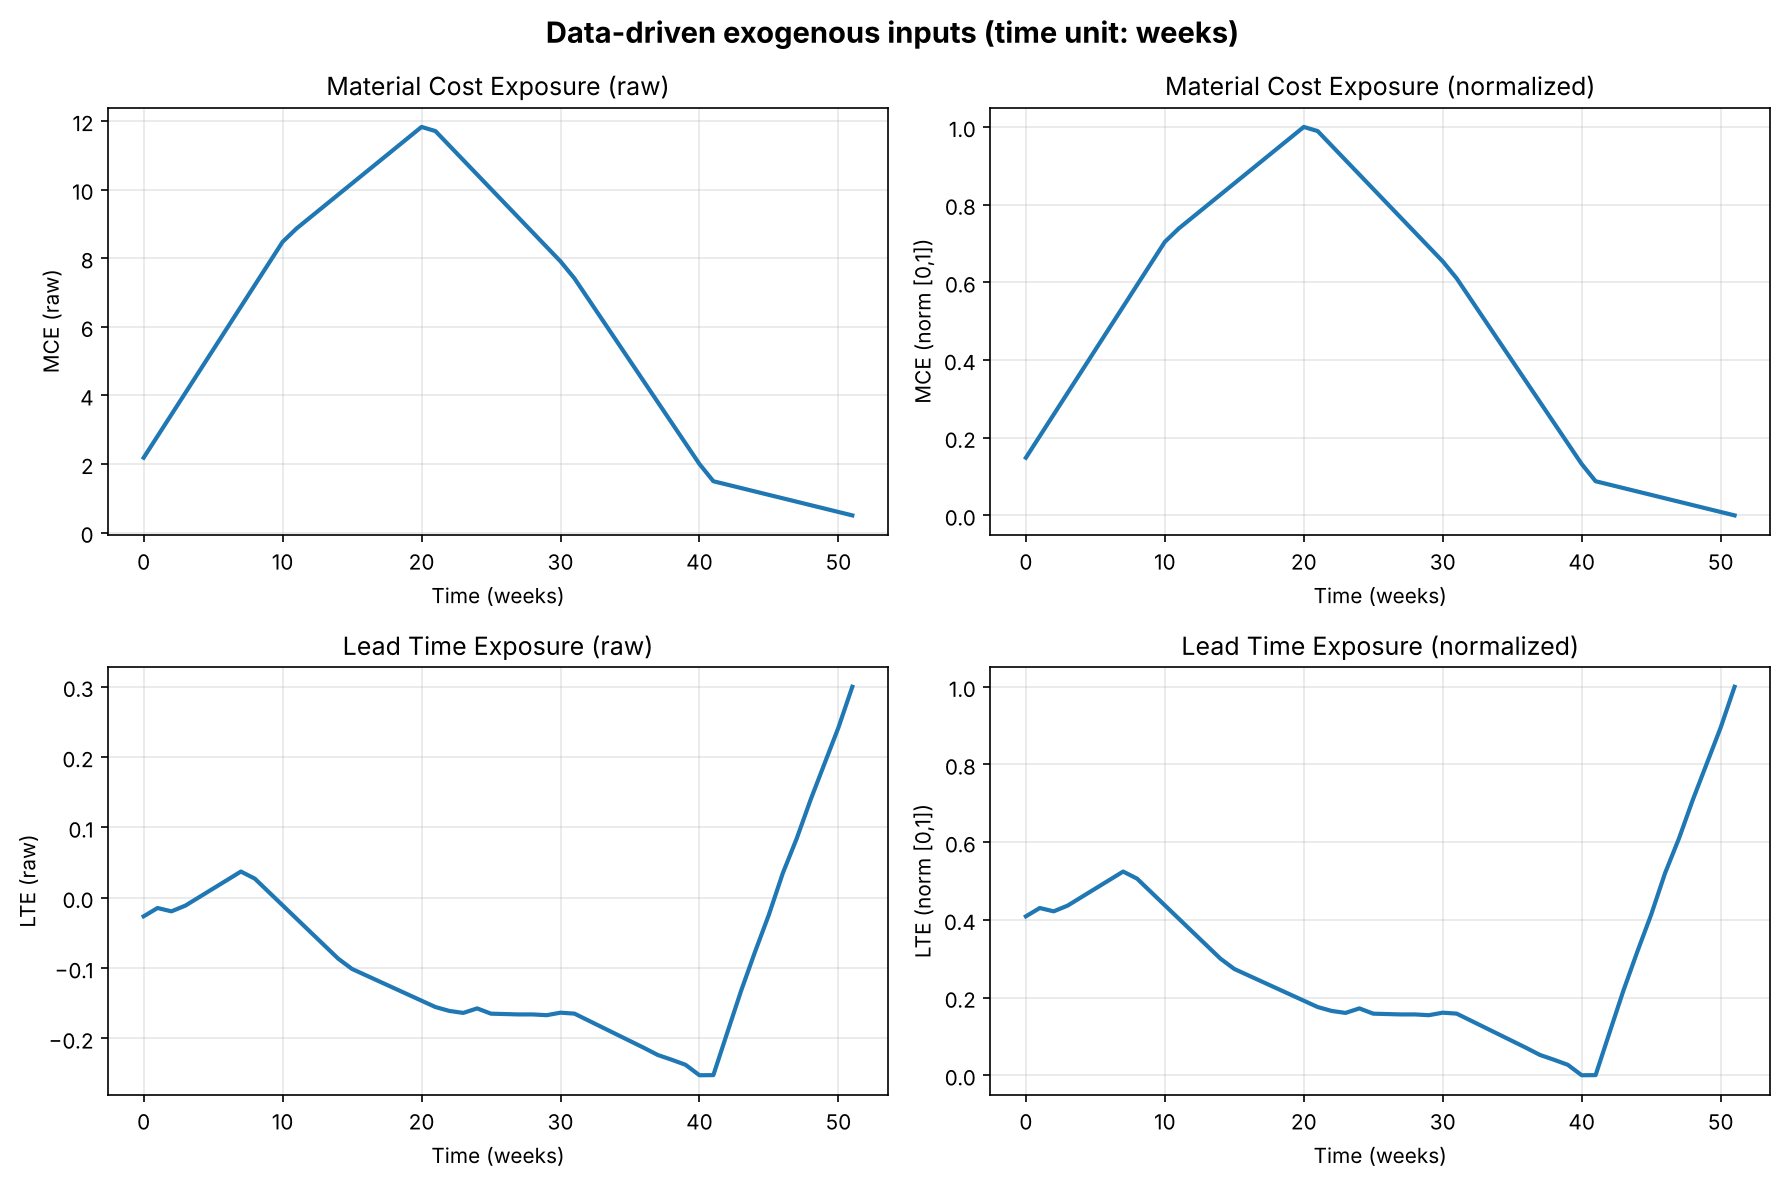 Data-driven exogenous inputs (time unit: weeks)
Material Cost Exposure (raw)
12
10
8
6
4
2
0
MCE (raw)
0 10 20 30 40 50
Time (weeks)
Material Cost Exposure (normalized)
1.0
0.8
0.6
0.4
0.2
0.0
MCE (norm [0,1])
0 10 20 30 40 50
Time (weeks)
Lead Time Exposure (raw)
0.3
0.2
0.1
0.0
−0.1
−0.2
LTE (raw)
0 10 20 30 40 50
Time (weeks)
Lead Time Exposure (normalized)
1.0
0.8
0.6
0.4
0.2
0.0
LTE (norm [0,1])
0 10 20 30 40 50
Time (weeks)